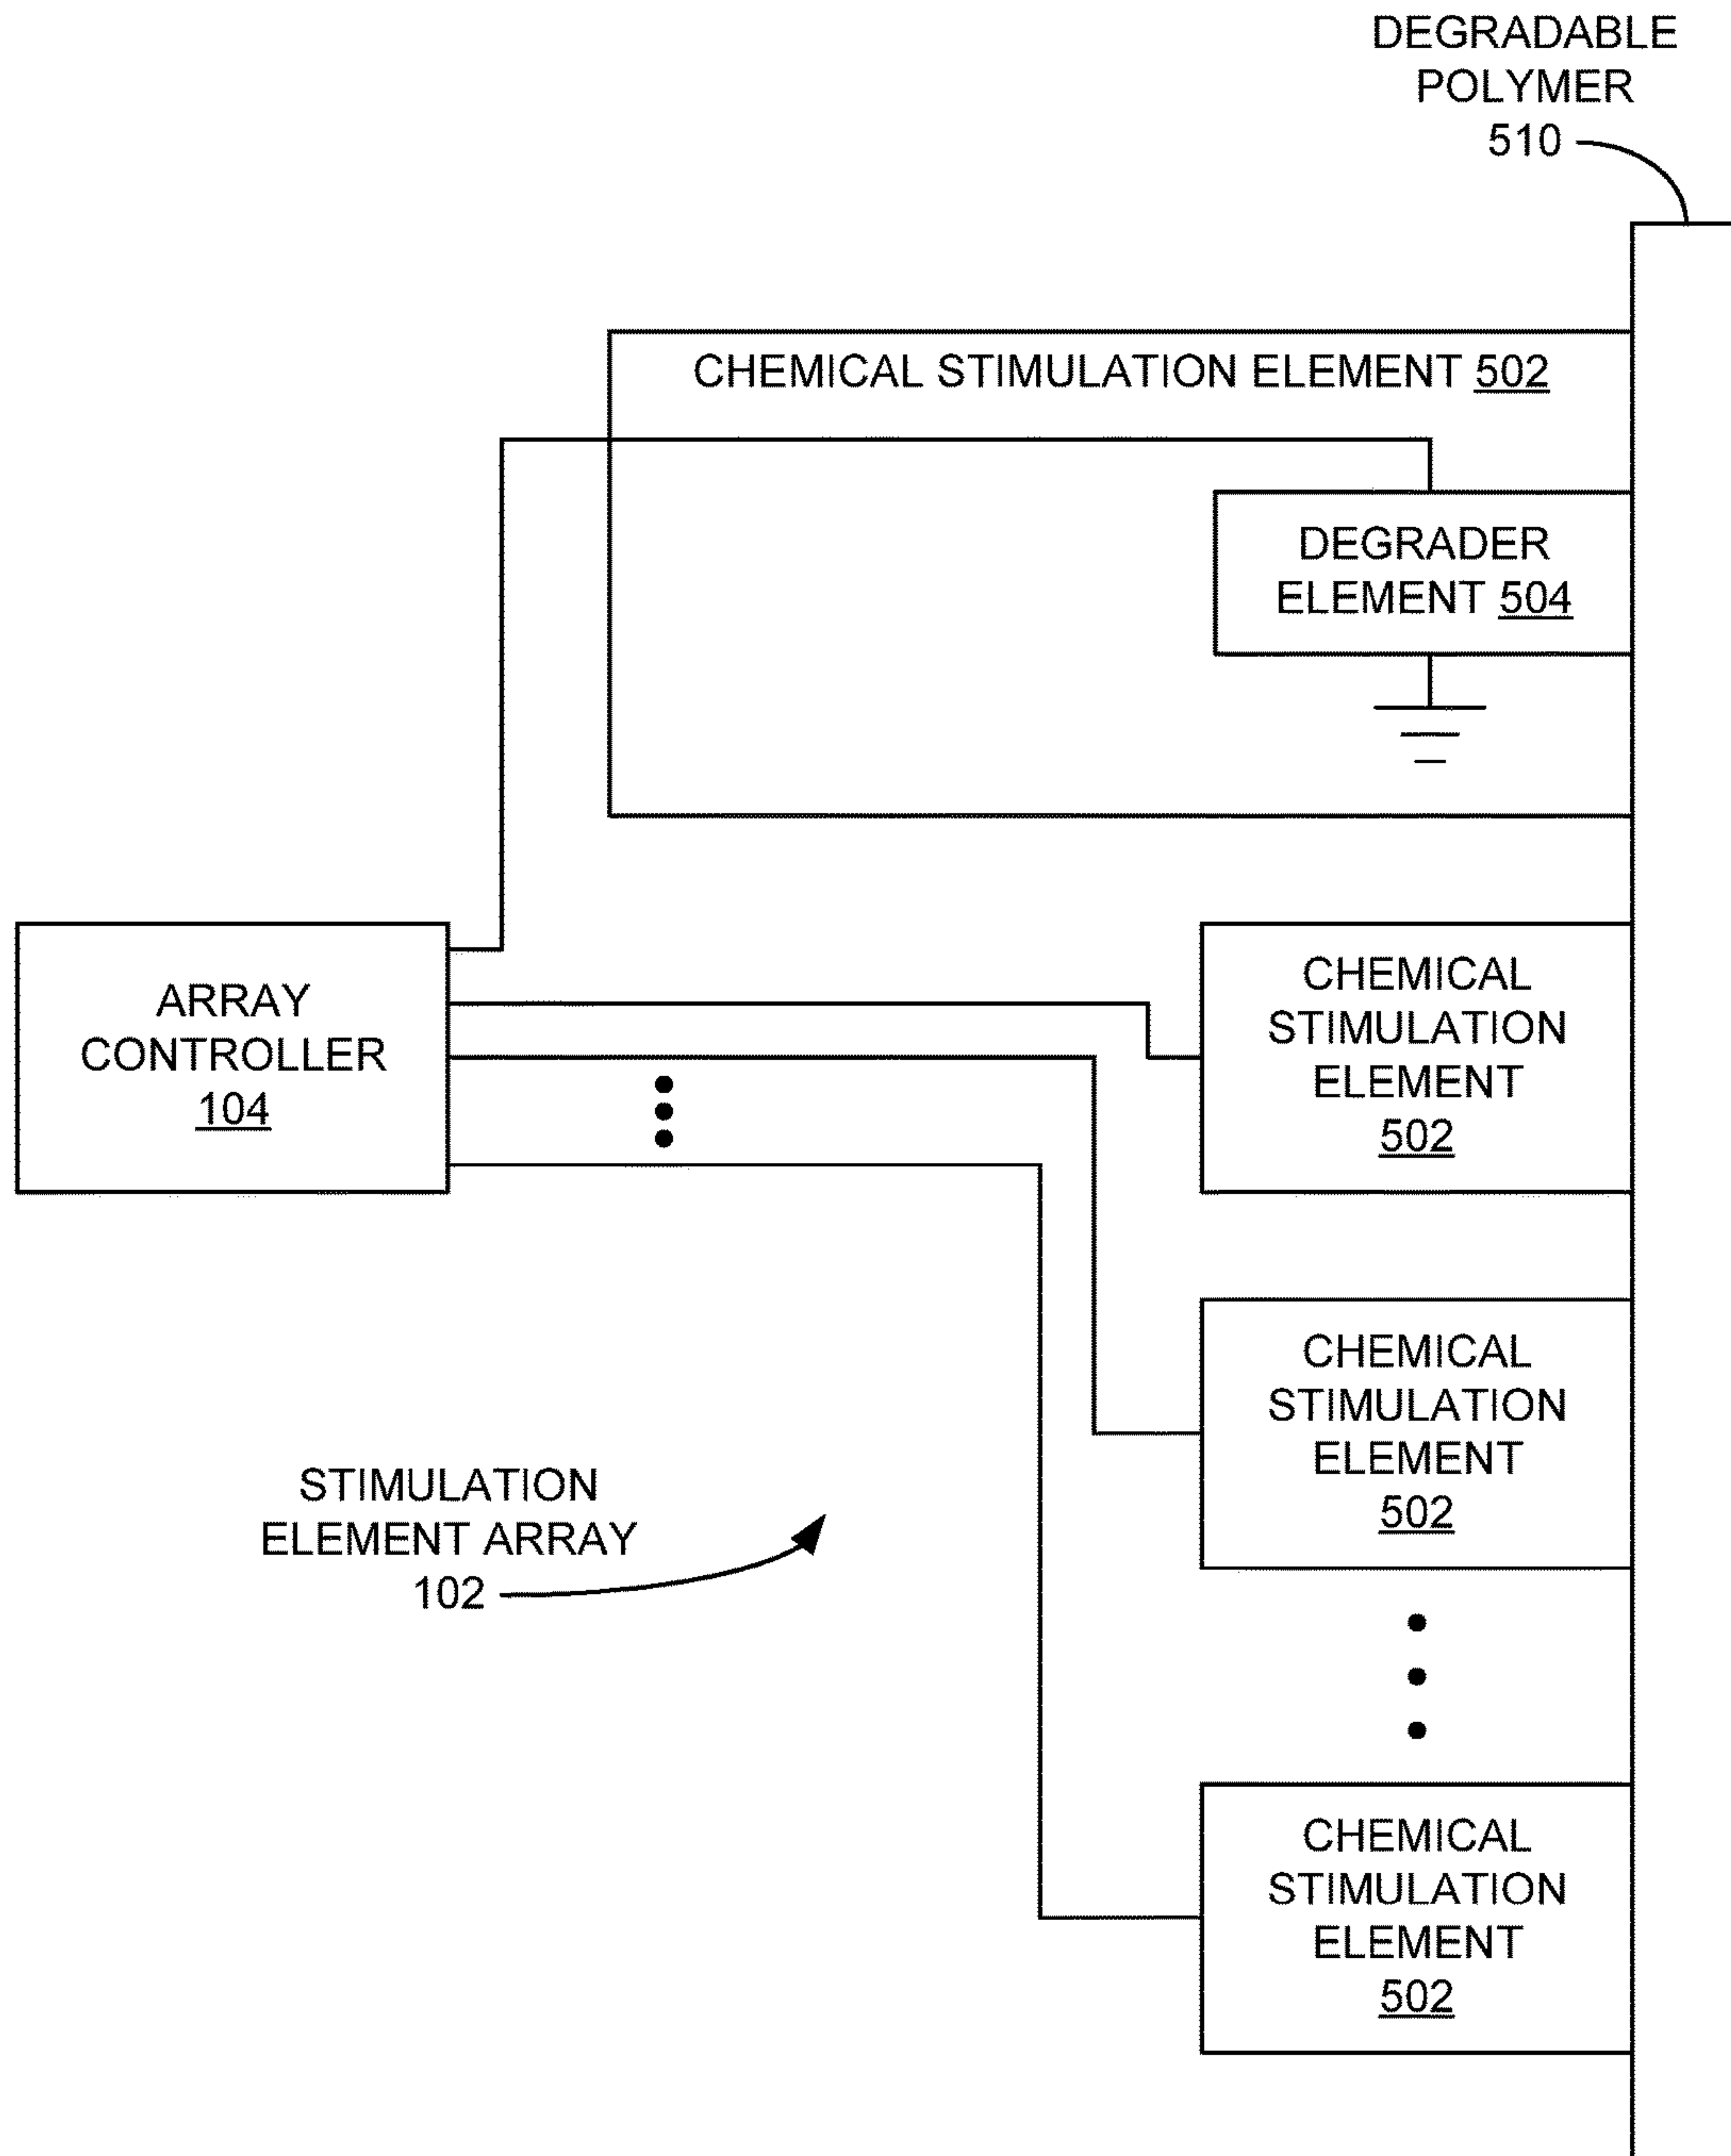 DEGRADABLE
POLYMER
510
CHEMICAL STIMULATION ELEMENT 502
DEGRADER
ELEMENT 504
ARRAY
CONTROLLER
104
CHEMICAL
STIMULATION
ELEMENT
502
CHEMICAL
STIMULATION
ELEMENT
502
STIMULATION
ELEMENT ARRAY
102
CHEMICAL
STIMULATION
ELEMENT
502